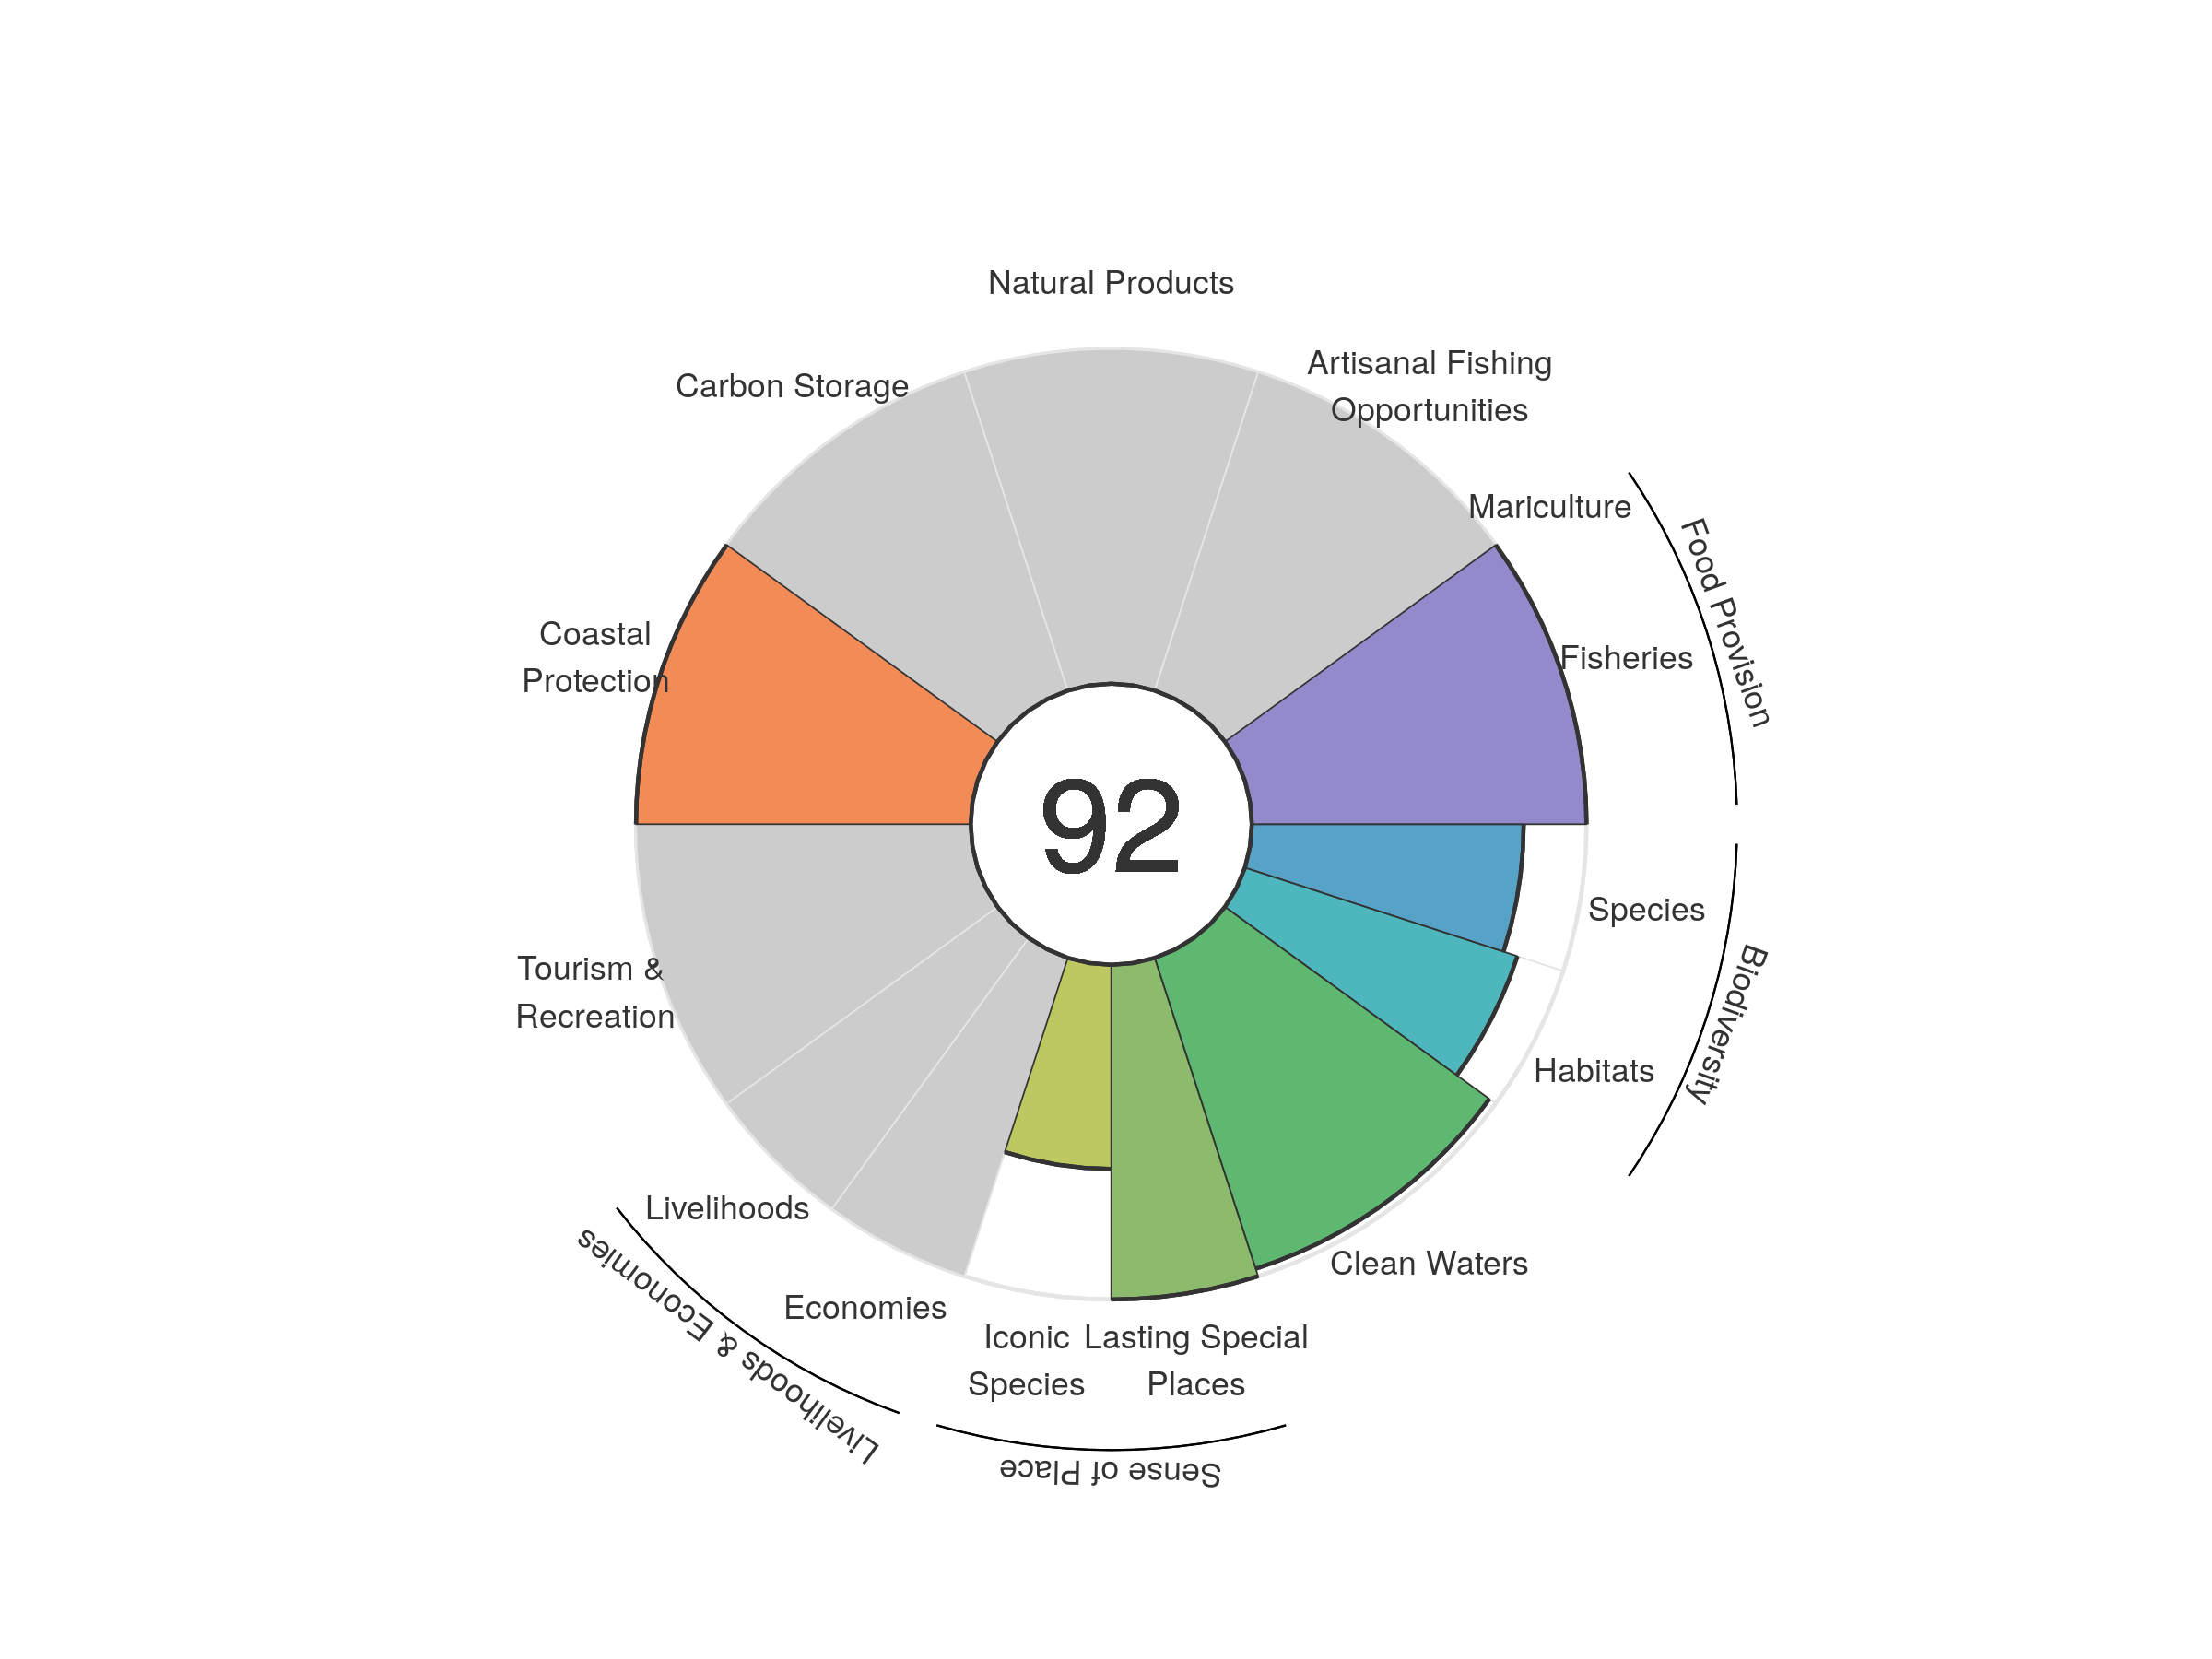 Natural Products
Artisanal Fishing
Opportunities
Carbon Storage
Mariculture
Food Provision
Fisheries
Coastal
Protection
92
Species
Biodiversity
Habitats
Tourism &
Recreation
Livelihoods
Clean Waters
Economies
Livelihoods & Economies
Iconic
Species
Lasting Special
Places
Sense of Place